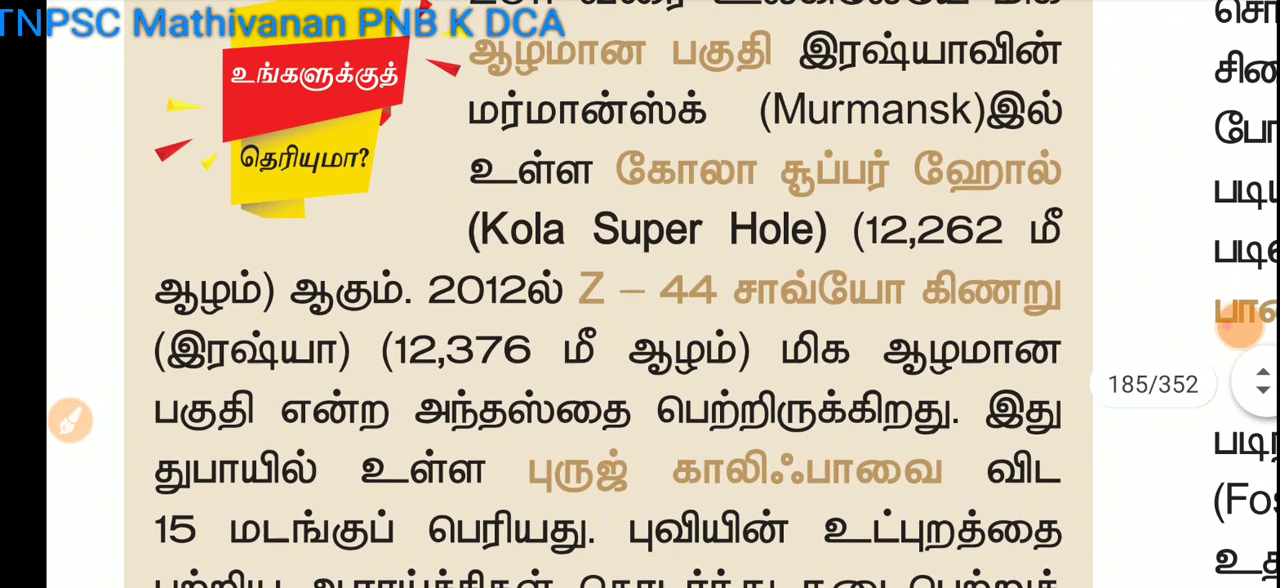 TNPSC Mathivanan PNB K DCA
உங்களுக்குத்
தெரியுமா?
ஆழமான பகுதி இரஷ்யாவின்
மர்மான்ஸ்க் (Murmansk)இல்
உள்ள கோலா சூப்பர் ஹோல்
(Kola Super Hole) (12,262 மீ
ஆழம்) ஆகும். 2012ல் Z – 44 சாவ்யோ கிணறு
(இரஷ்யா) (12,376 மீ ஆழம்) மிக ஆழமான
பகுதி என்ற அந்தஸ்தை பெற்றிருக்கிறது. இது
துபாயில் உள்ள புருஜ் காலிஃபாவை விட
15 மடங்குப் பெரியது. புவியின் உட்புறத்தை
185/352